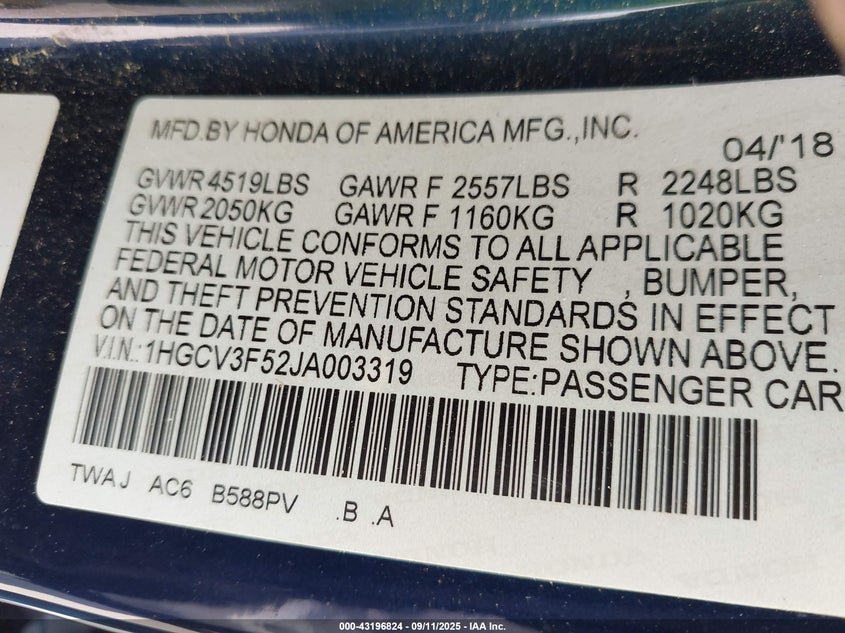 MFD.BY HONDA OF AMERICA MFG.,INC. 04/'18
GVWR 4519LBS GAWR F 2557LBS R 2248LBS
GVWR 2050KG GAWR F 1160KG R 1020KG
THIS VEHICLE CONFORMS TO ALL APPLICABLE
FEDERAL MOTOR VEHICLE SAFETY , BUMPER,
AND THEFT PREVENTION STANDARDS IN EFFECT
ON THE DATE OF MANUFACTURE SHOWN ABOVE.
V.I.N.:1HGCV3F52JA003319 TYPE:PASSENGER CAR
TWAJ AC6 B588PV .B .A
HONDA
000-43196824 | 09/11/2025 - IAA Inc.